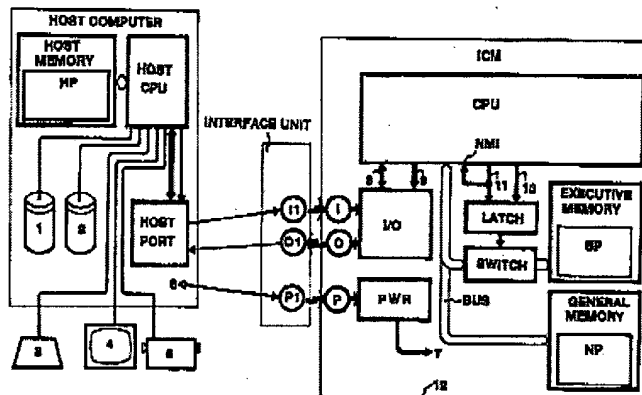 HOST COMPUTER
HOST
MEMORY
HP
HOST
CPU
1
2
HOST
PORT
3
4
5
6
INTERFACE UNIT
I1
O1
P1
ICM
CPU
NMI
8
9
11
10
I
O
P
I/O
PWR
7
LATCH
SWITCH
BUS
EXECUTIVE
MEMORY
GENERAL
MEMORY
NP
12